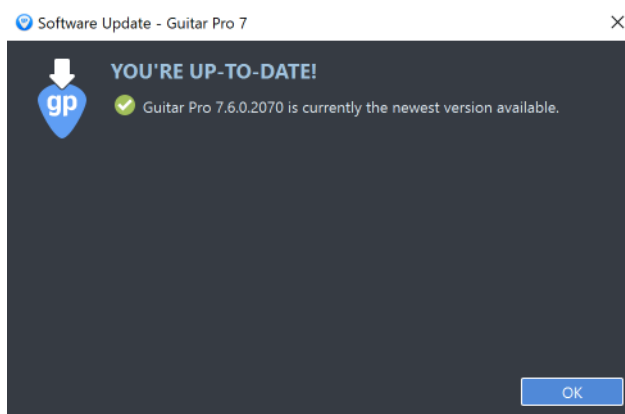 Software Update - Guitar Pro 7
YOU'RE UP-TO-DATE!
gp
Guitar Pro 7.6.0.2070 is currently the newest version available.
OK